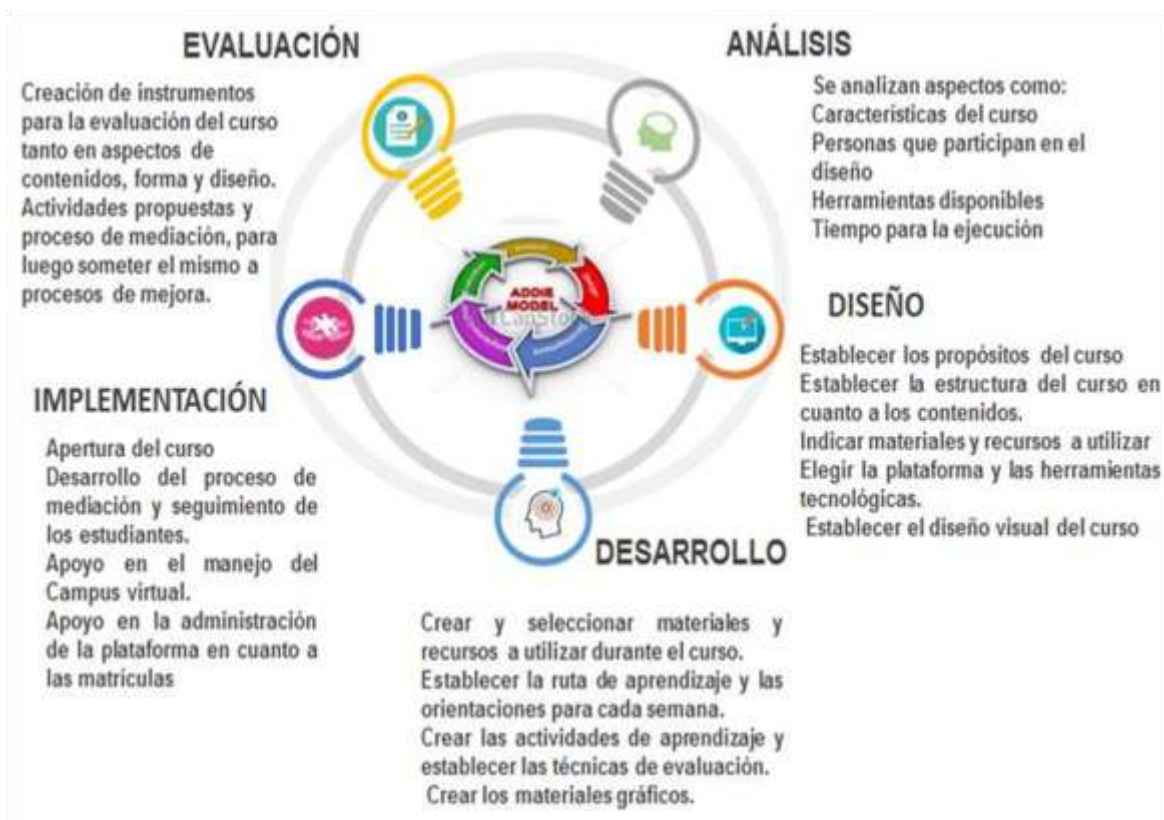 EVALUACIÓN
Creación de instrumentos
para la evaluación del curso
tanto en aspectos de
contenidos, forma y diseño.
Actividades propuestas y
proceso de mediación, para
luego someter el mismo a
procesos de mejora.
ANÁLISIS
Se analizan aspectos como:
Características del curso
Personas que participan en el
diseño
Herramientas disponibles
Tiempo para la ejecución
ADDIE
MODEL
DISEÑO
Establecer los propósitos del curso
Establecer la estructura del curso en
cuanto a los contenidos.
Indicar materiales y recursos a utilizar
Elegir la plataforma y las herramientas
tecnológicas.
Establecer el diseño visual del curso
IMPLEMENTACIÓN
Apertura del curso
Desarrollo del proceso de
mediación y seguimiento de
los estudiantes.
Apoyo en el manejo del
Campus virtual.
Apoyo en la administración
de la plataforma en cuanto a
las matrículas
DESARROLLO
Crear y seleccionar materiales y
recursos a utilizar durante el curso.
Establecer la ruta de aprendizaje y las
orientaciones para cada semana.
Crear las actividades de aprendizaje y
establecer las técnicas de evaluación.
Crear los materiales gráficos.